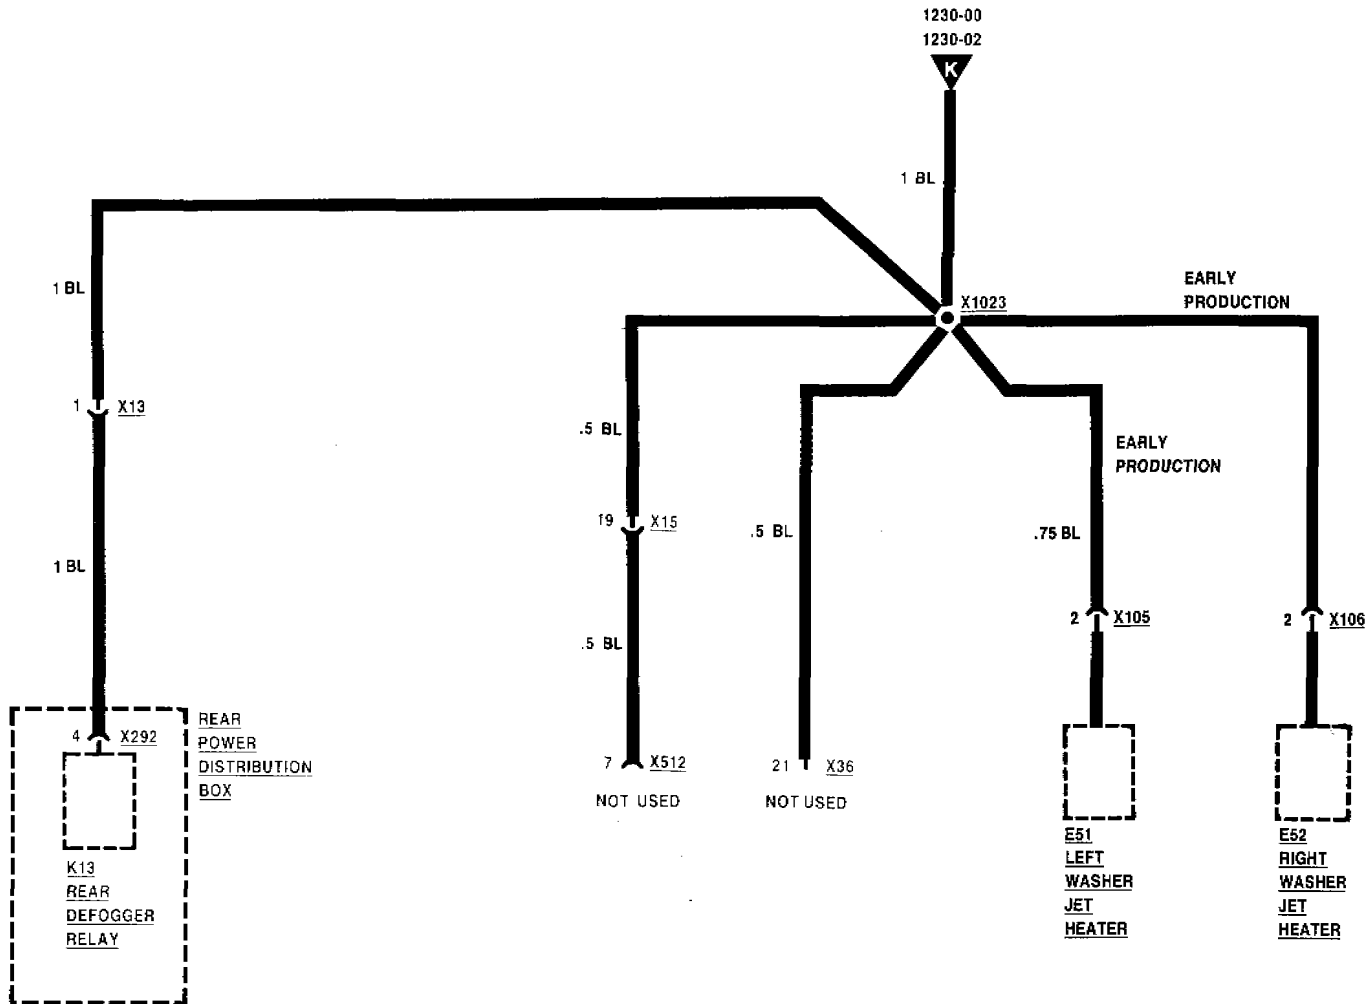 1230-00
1230-02
K
1 BL
X1023
EARLY
PRODUCTION
1 BL
1 X13
1 BL
4 X292
REAR
POWER
DISTRIBUTION
BOX
K13
REAR
DEFOGGER
RELAY
.5 BL
19 X15
.5 BL
7 X512
NOT USED
.5 BL
21 X36
NOT USED
EARLY
PRODUCTION
.75 BL
2 X105
E51
LEFT
WASHER
JET
HEATER
2 X106
E52
RIGHT
WASHER
JET
HEATER